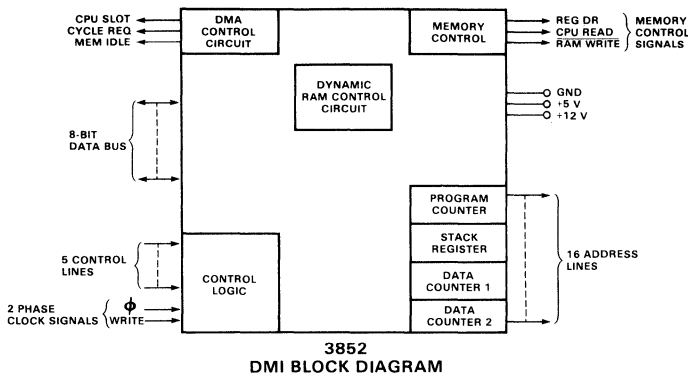 CPU SLOT
CYCLE REQ
MEM IDLE
DMA
CONTROL
CIRCUIT
MEMORY
CONTROL
REG DR
CPU READ
RAM WRITE
MEMORY
CONTROL
SIGNALS
DYNAMIC
RAM CONTROL
CIRCUIT
GND
+5 V
+12 V
8-BIT
DATA BUS
PROGRAM
COUNTER
STACK
REGISTER
DATA
COUNTER 1
DATA
COUNTER 2
16 ADDRESS
LINES
5 CONTROL
LINES
CONTROL
LOGIC
2 PHASE
CLOCK SIGNALS
ϕ
WRITE
3852
DMI BLOCK DIAGRAM